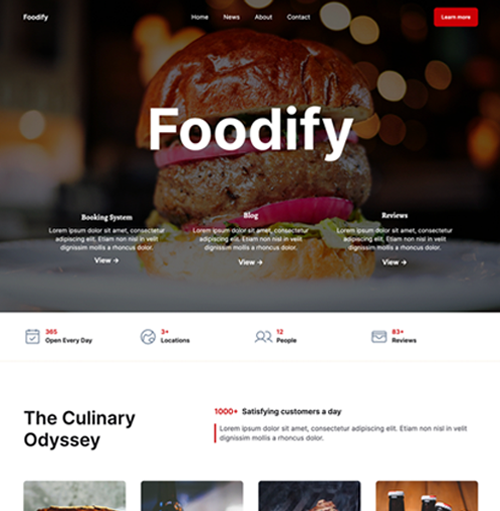 Foodify
Home News About Contact
Learn more
Foodify
Booking System
Lorem ipsum dolor sit amet, consectetur
adipiscing elit. Etiam non nisl in velit
dignissim mollis a rhoncus dolor.
View →
Blog
Lorem ipsum dolor sit amet, consectetur
adipiscing elit. Etiam non nisl in velit
dignissim mollis a rhoncus dolor.
View →
Reviews
Lorem ipsum dolor sit amet, consectetur
adipiscing elit. Etiam non nisl in velit
dignissim mollis a rhoncus dolor.
View →
365
Open Every Day
3+
Locations
12
People
83+
Reviews
The Culinary
Odyssey
1000+ Satisfying customers a day
Lorem ipsum dolor sit amet, consectetur adipiscing elit. Etiam non nisl in velit
dignissim mollis a rhoncus dolor.